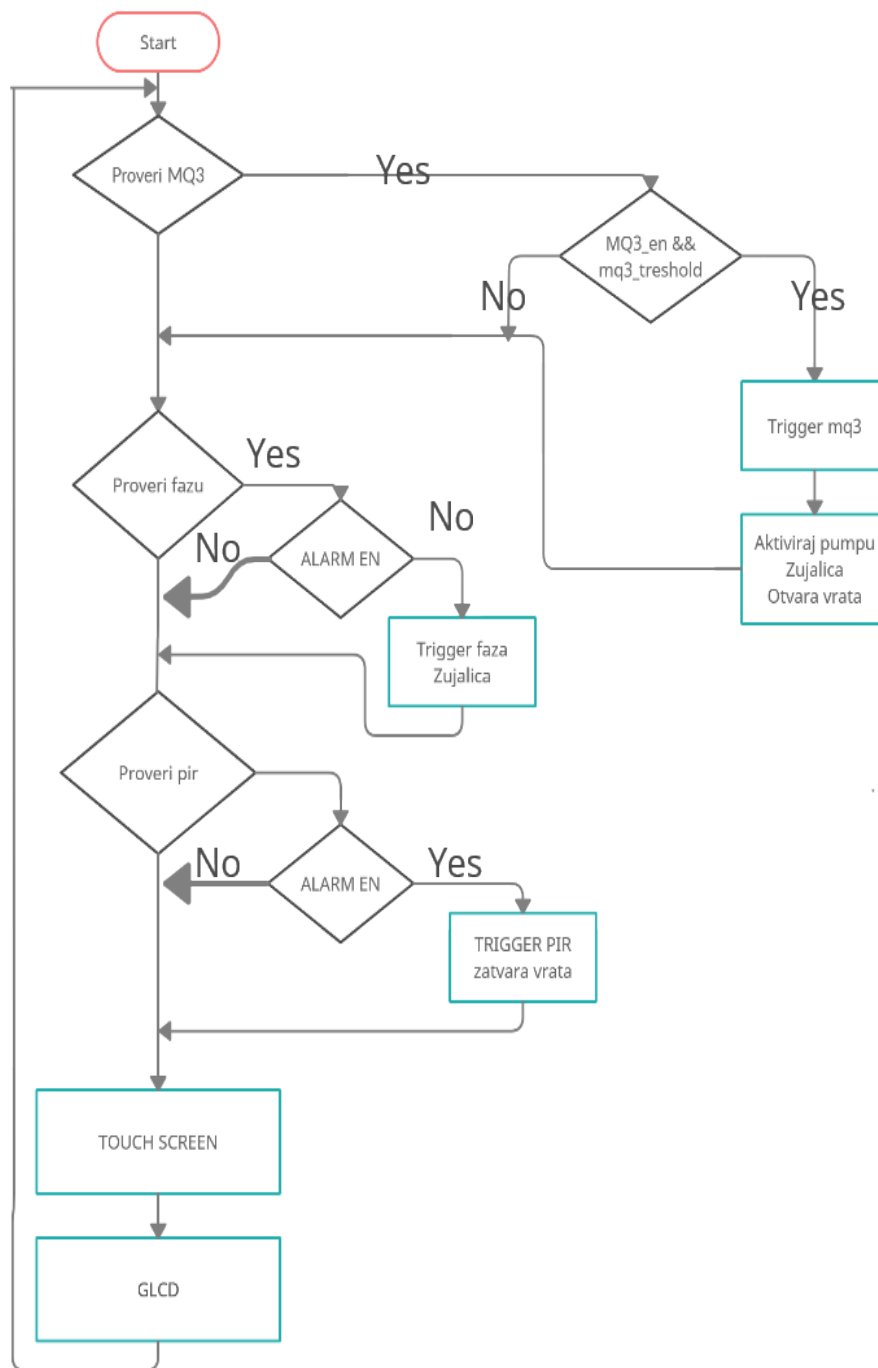 Start
Proveri MQ3
Yes
MQ3_en &&
mq3_treshold
No
Yes
Trigger mq3
Aktiviraj pumpu
Zujalica
Otvara vrata
Proveri fazu
Yes
ALARM EN
No
No
Trigger faza
Zujalica
Proveri pir
ALARM EN
No
Yes
TRIGGER PIR
zatvara vrata
TOUCH SCREEN
GLCD